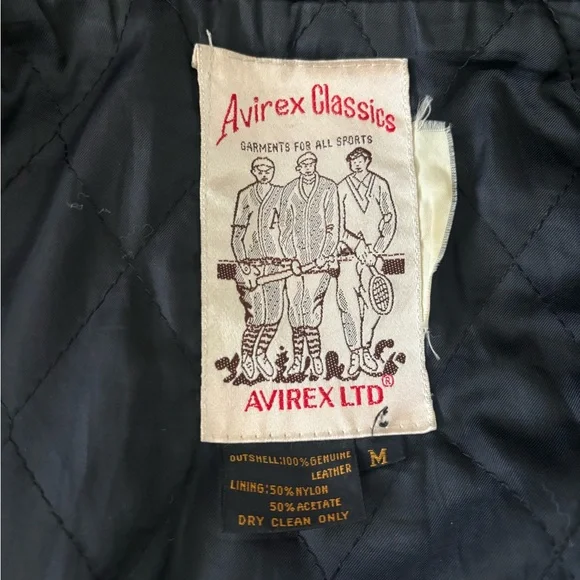 Avirex Classics
GARMENTS FOR ALL SPORTS
A
AVIREX LTD®
OUTSHELL:100% GENUINE
LEATHER
M
LINING:50% NYLON
50% ACETATE
DRY CLEAN ONLY